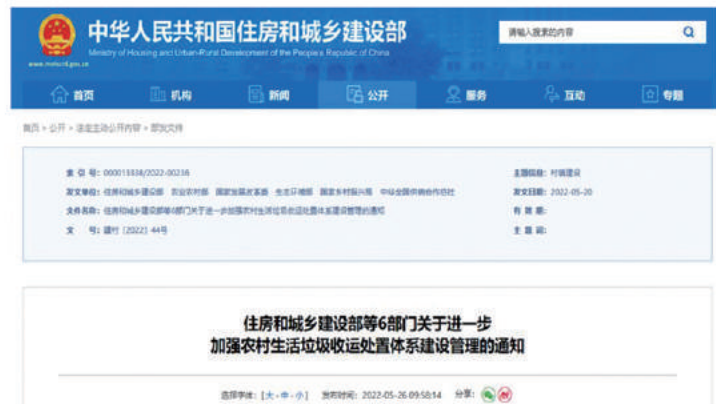 中华人民共和国住房和城乡建设部
Ministry of Housing and Urban-Rural Development of the People's Republic of China
www.mohurd.gov.cn
请输入搜索的内容
首页 机构 新闻 公开 服务 互动 专题
首页 > 公开 > 法定主动公开内容 > 部发文件
索 引 号: 000013338/2022-00236 主题信息: 村镇建设
发文单位: 住房和城乡建设部 农业农村部 国家发展改革委 生态环境部 国家乡村振兴局 中华全国供销合作总社 发文日期: 2022-05-20
文件名称: 住房和城乡建设部等6部门关于进一步加强农村生活垃圾收运处置体系建设管理的通知 有 效 期:
文 号: 建村〔2022〕44号 主 题 词:
住房和城乡建设部等6部门关于进一步
加强农村生活垃圾收运处置体系建设管理的通知
选择字体: [大-中-小] 发布时间: 2022-05-26 09:58:14 分享: